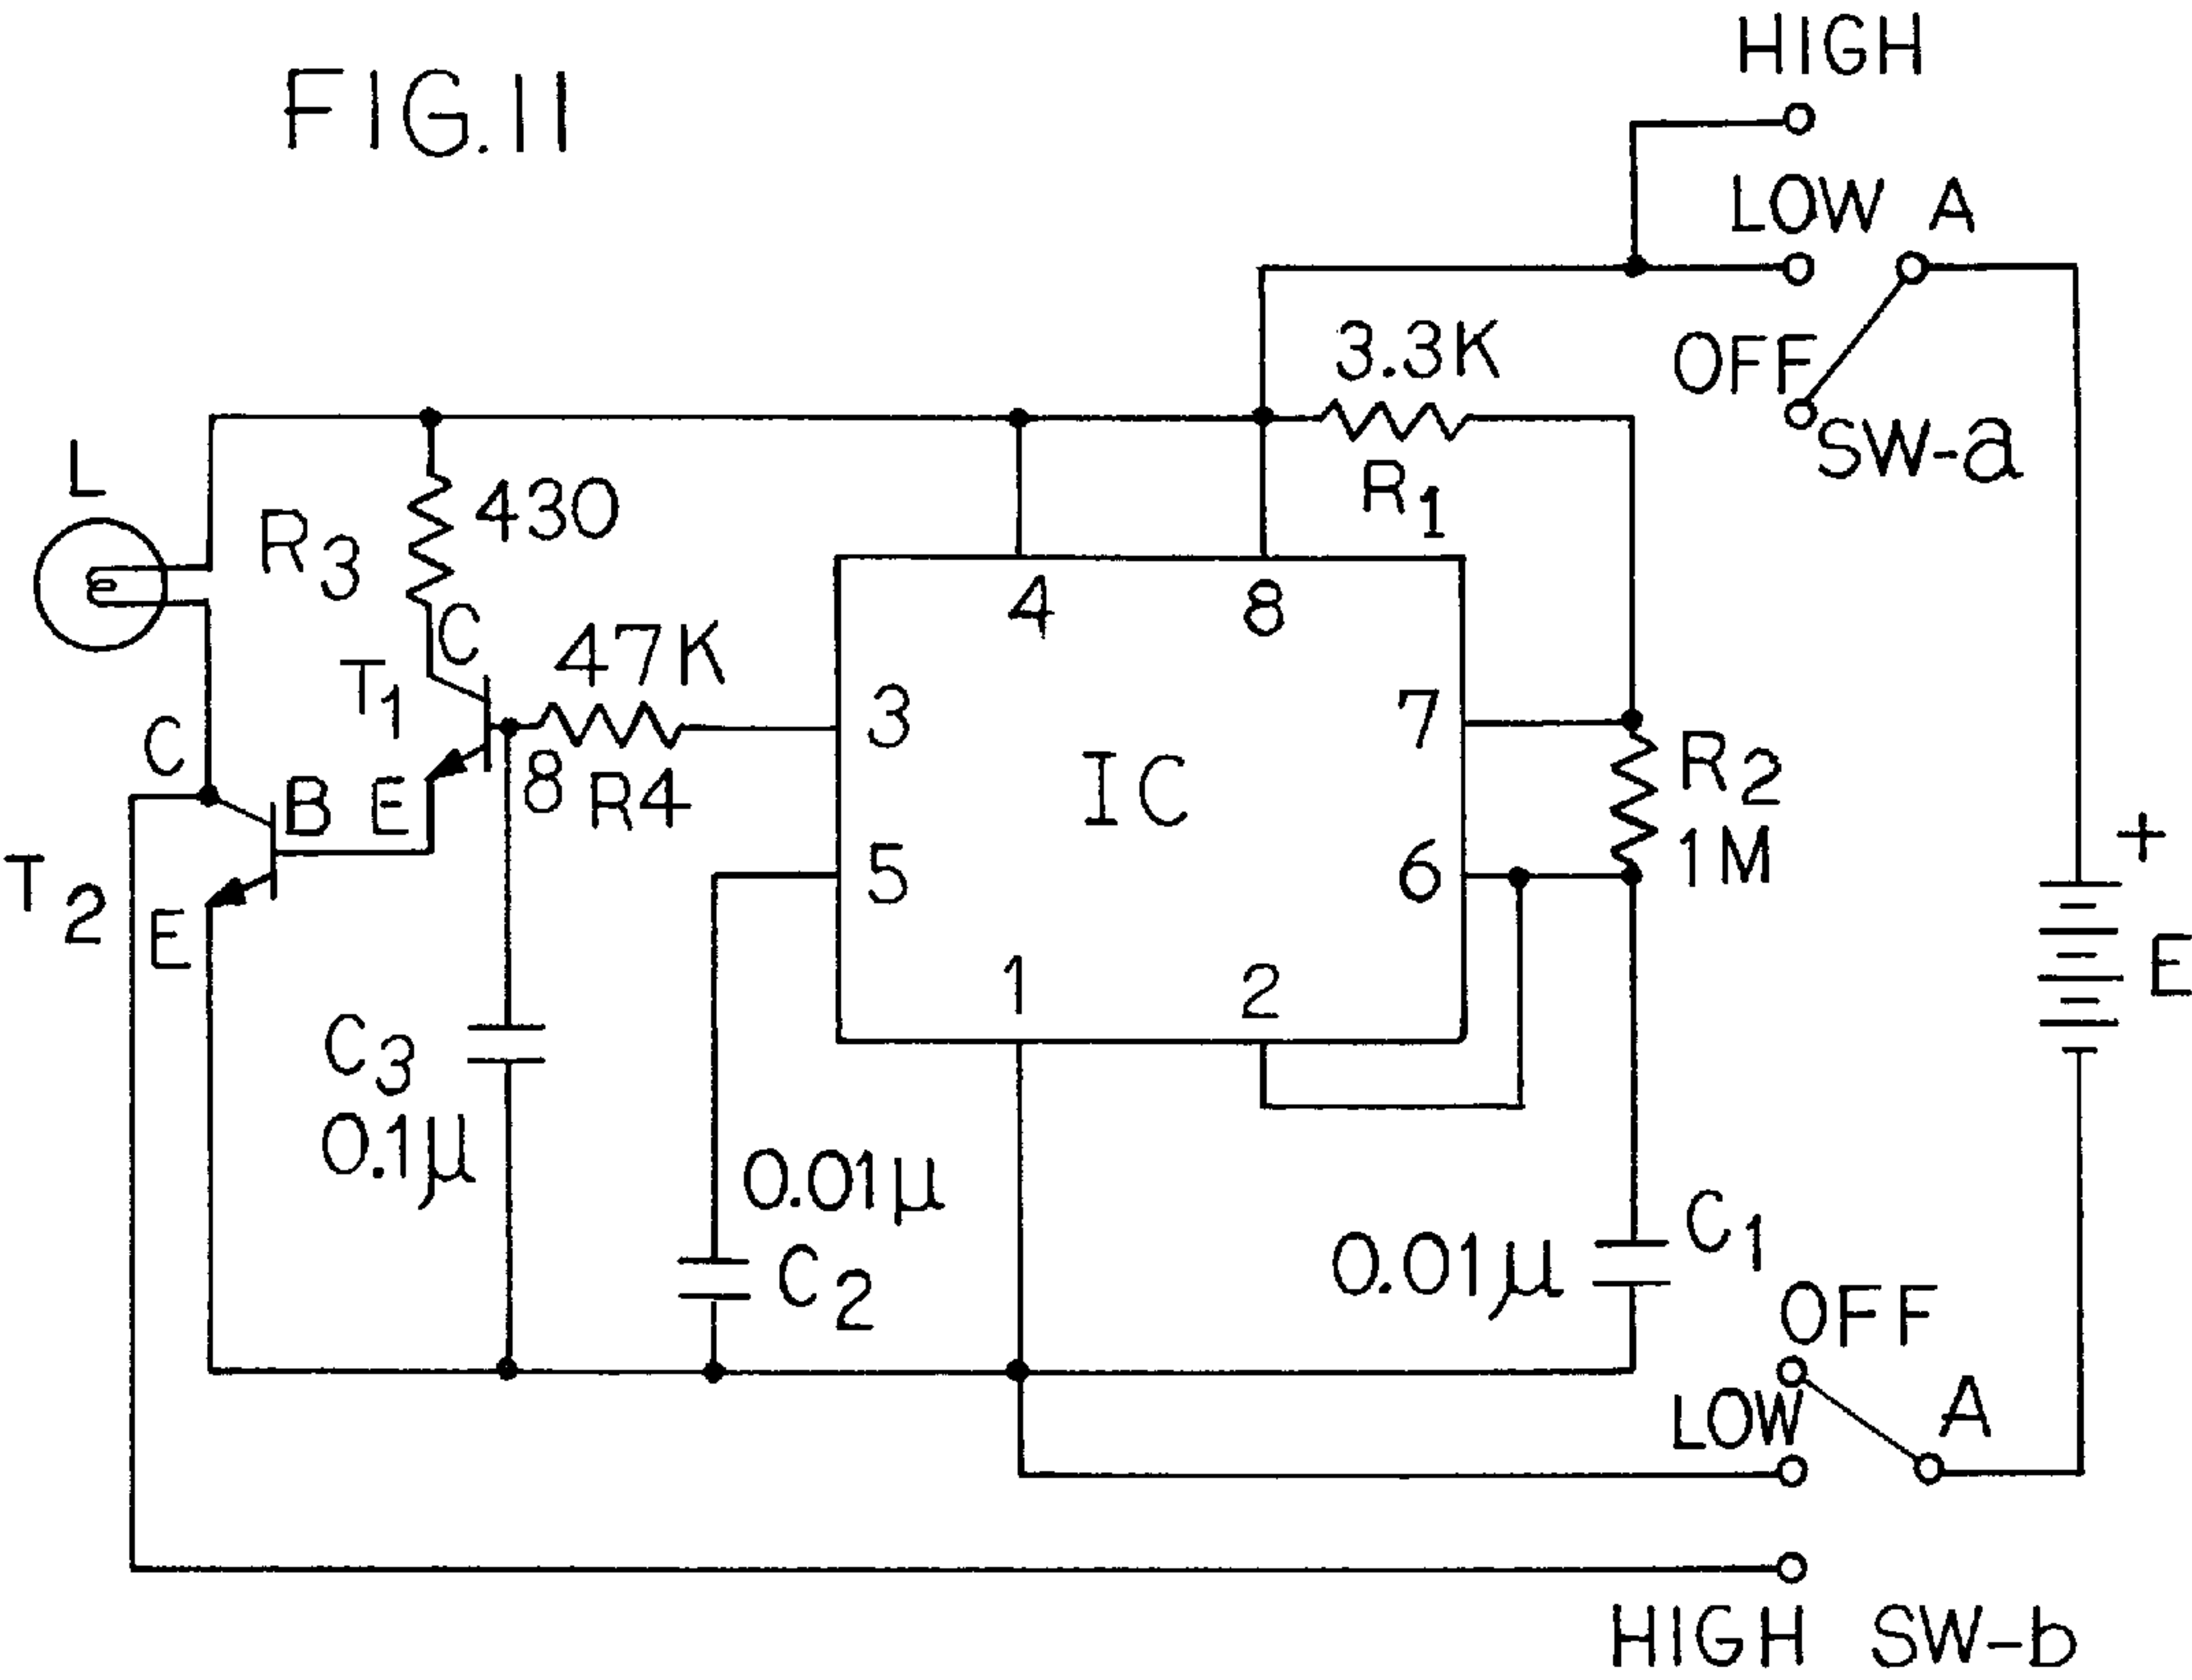 FIG.11
HIGH
LOW A
OFF
SW-a
3.3K
R1
L
R3
430
4
8
C
47K
T1
3
7
C
8
R4
IC
R2
1M
B
E
T2
E
5
6
+
E
1
2
C3
0.1µ
0.01µ
C2
0.01µ
C1
OFF
LOW
A
HIGH SW-b